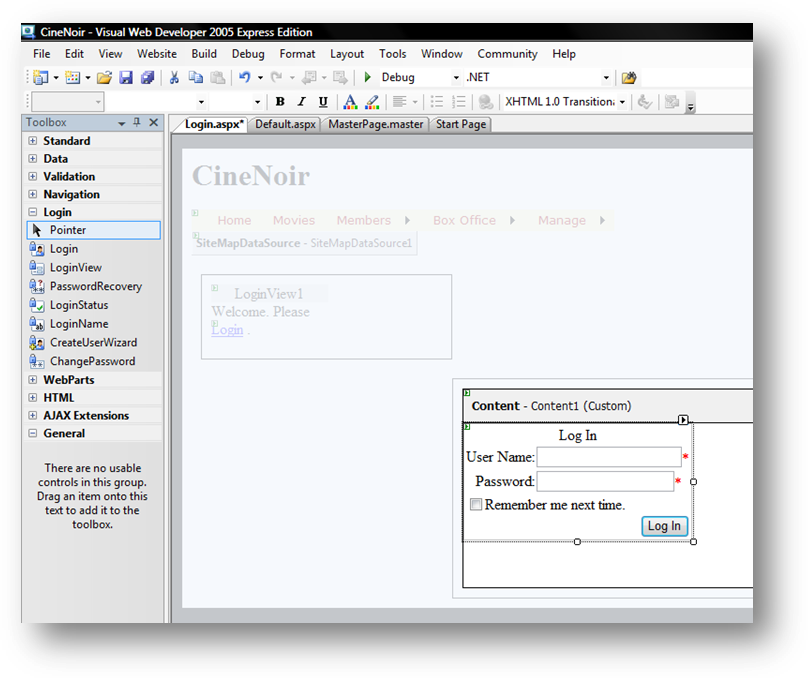 CineNoir - Visual Web Developer 2005 Express Edition
File Edit View Website Build Debug Format Layout Tools Window Community Help
Debug .NET
B I U A XHTML 1.0 Transition
Toolbox
Login.aspx* Default.aspx MasterPage.master Start Page
Standard
Data
Validation
Navigation
Login
Pointer
Login
LoginView
PasswordRecovery
LoginStatus
LoginName
CreateUserWizard
ChangePassword
WebParts
HTML
AJAX Extensions
General
There are no usable
controls in this group.
Drag an item onto this
text to add it to the
toolbox.
CineNoir
Home Movies Members Box Office Manage
SiteMapDataSource - SiteMapDataSource1
LoginView1
Welcome. Please
Login .
Content - Content1 (Custom)
Log In
User Name: *
Password: *
Remember me next time.
Log In